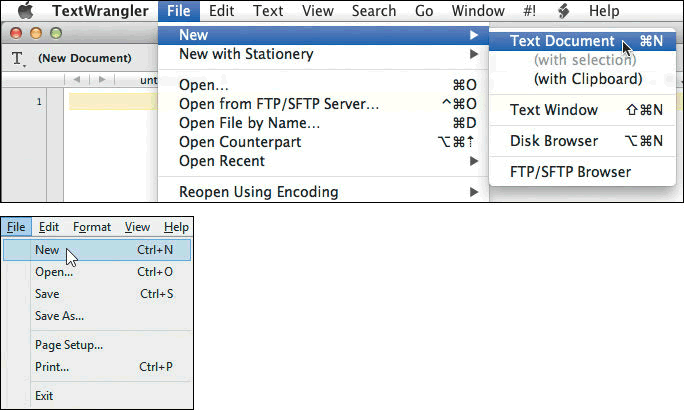 TextWrangler File Edit Text View Search Go Window #! Help
(New Document)
unt
1
New
New with Stationery
Open... ⌘O
Open from FTP/SFTP Server... ^⌘O
Open File by Name... ⌘D
Open Counterpart ⌥⌘↑
Open Recent
Reopen Using Encoding
Text Document ⌘N
(with selection)
(with Clipboard)
Text Window ⇧⌘N
Disk Browser ⌥⌘N
FTP/SFTP Browser
File Edit Format View Help
New Ctrl+N
Open... Ctrl+O
Save Ctrl+S
Save As...
Page Setup...
Print... Ctrl+P
Exit